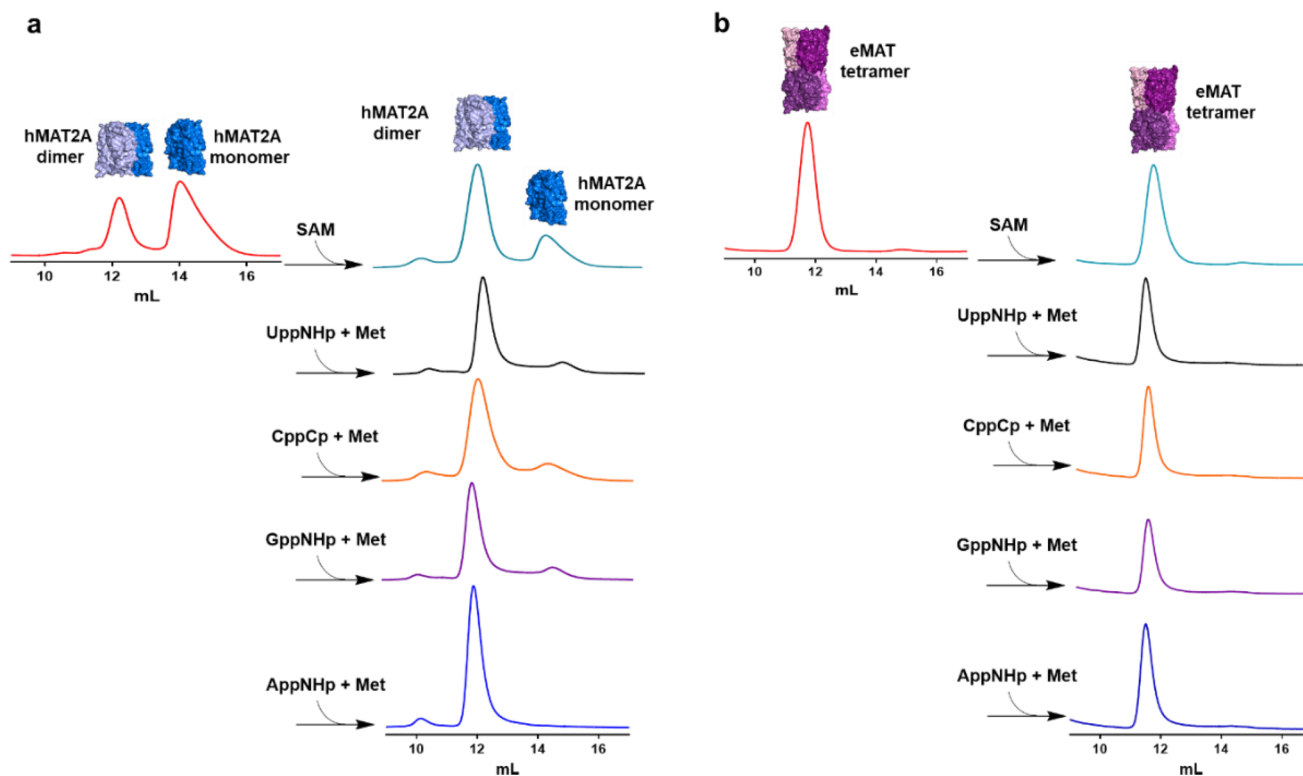 a
hMAT2A
dimer
hMAT2A
monomer
10 12 14 16
mL
SAM
hMAT2A
dimer
hMAT2A
monomer
UppNHp + Met
CppCp + Met
GppNHp + Met
AppNHp + Met
10 12 14 16
mL
b
eMAT
tetramer
10 12 14 16
mL
SAM
eMAT
tetramer
UppNHp + Met
CppCp + Met
GppNHp + Met
AppNHp + Met
10 12 14 16
mL